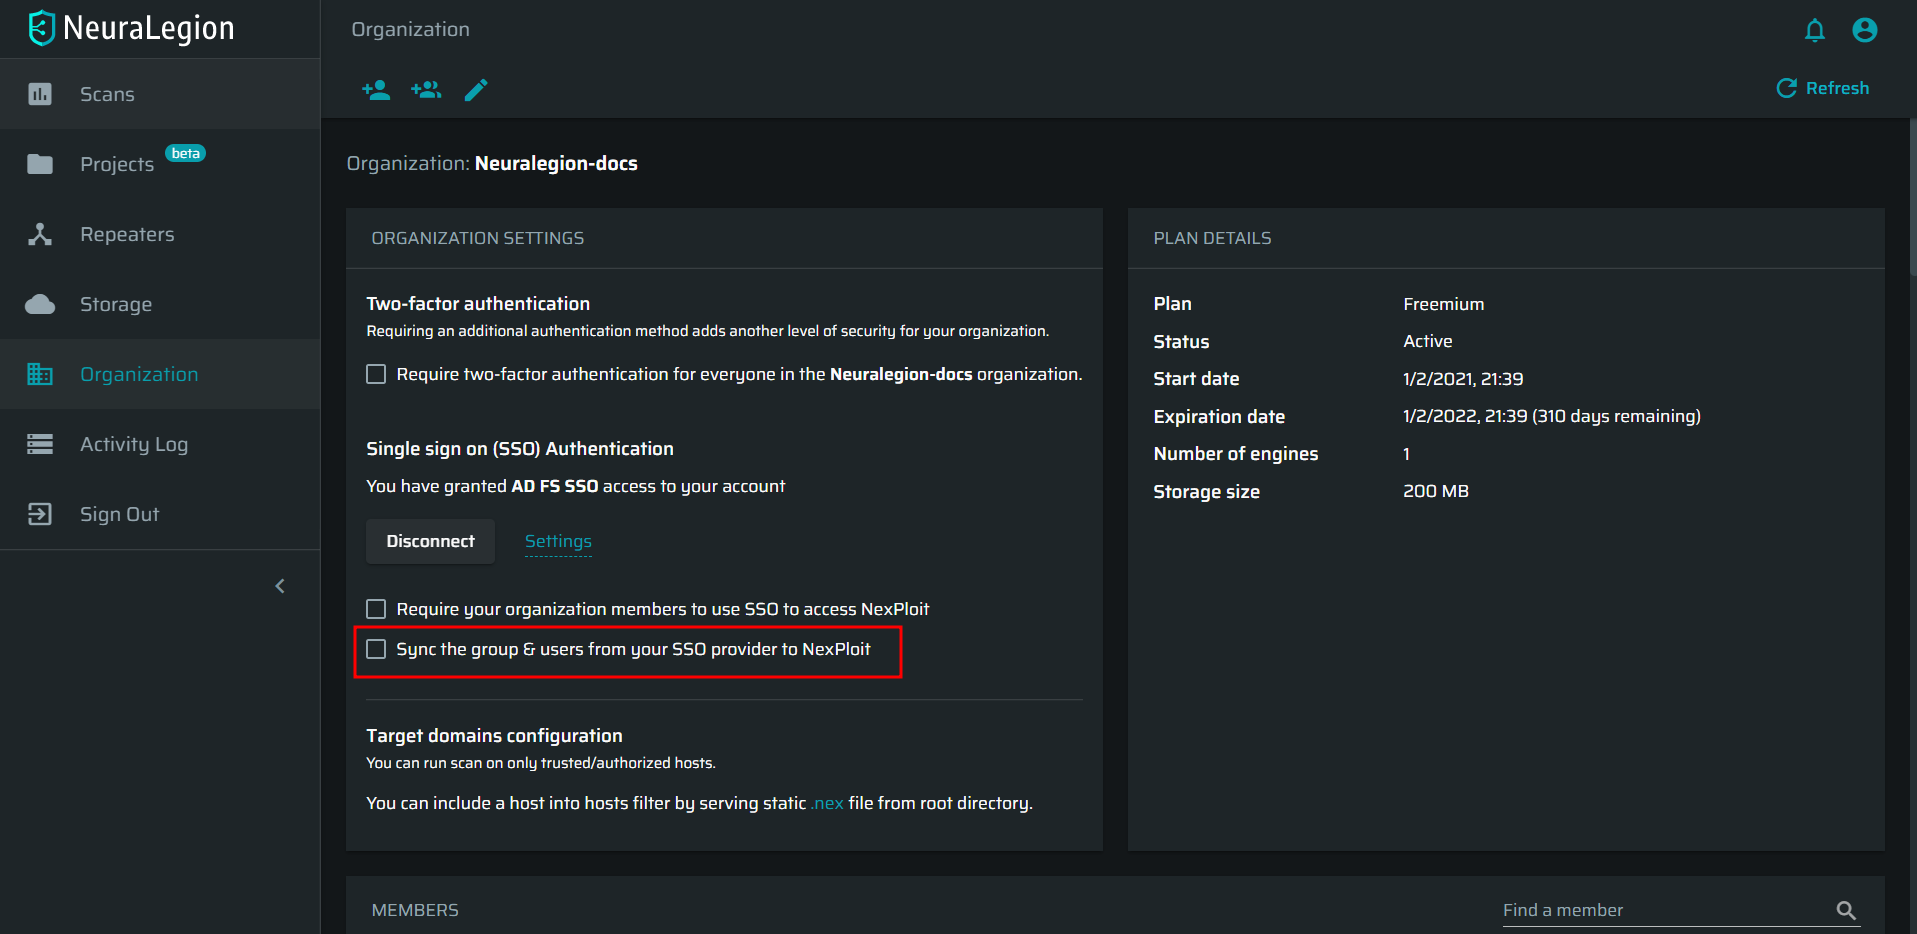 NeuraLegion
Scans
Projects beta
Repeaters
Storage
Organization
Activity Log
Sign Out
Organization
Refresh
Organization: Neuralegion-docs
ORGANIZATION SETTINGS
Two-factor authentication
Requiring an additional authentication method adds another level of security for your organization.
Require two-factor authentication for everyone in the Neuralegion-docs organization.
Single sign on (SSO) Authentication
You have granted AD FS SSO access to your account
Disconnect Settings
Require your organization members to use SSO to access NexPloit
Sync the group & users from your SSO provider to NexPloit
Target domains configuration
You can run scan on only trusted/authorized hosts.
You can include a host into hosts filter by serving static .nex file from root directory.
PLAN DETAILS
Plan Freemium
Status Active
Start date 1/2/2021, 21:39
Expiration date 1/2/2022, 21:39 (310 days remaining)
Number of engines 1
Storage size 200 MB
MEMBERS
Find a member